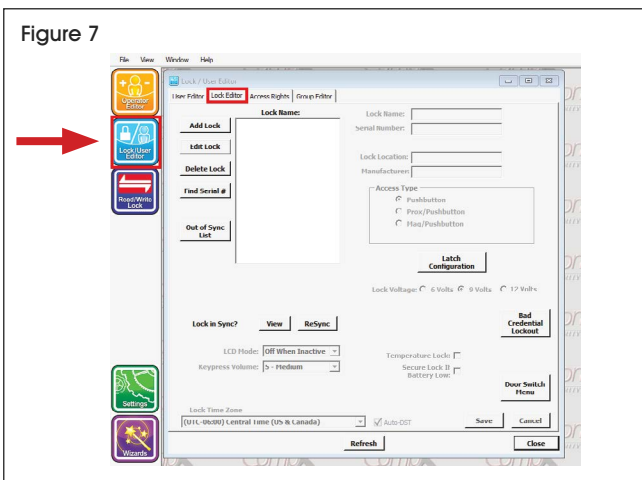 Figure 7
File View Window Help
Lock / User Editor
User Editor Lock Editor Access Rights Group Editor
Operator Editor
Lock/User Editor
Read/Write Lock
Settings
Wizards
Lock Name:
Add Lock
Edit Lock
Delete Lock
Find Serial #
Out of Sync List
Lock Name:
Serial Number:
Lock Location:
Manufacturer:
Access Type
Pushbutton
Prox/Pushbutton
Mag/Pushbutton
Latch Configuration
Lock Voltage: 6 Volts 9 Volts 12 Volts
Lock in Sync? View ReSync
Bad Credential Lockout
LCD Mode: Off When Inactive
Keypress Volume: 5 - Medium
Temperature Lock:
Secure Lock If Battery Low:
Door Switch Menu
Lock Time Zone
(UTC-06:00) Central Time (US & Canada) Auto-DST Save Cancel
Refresh Close